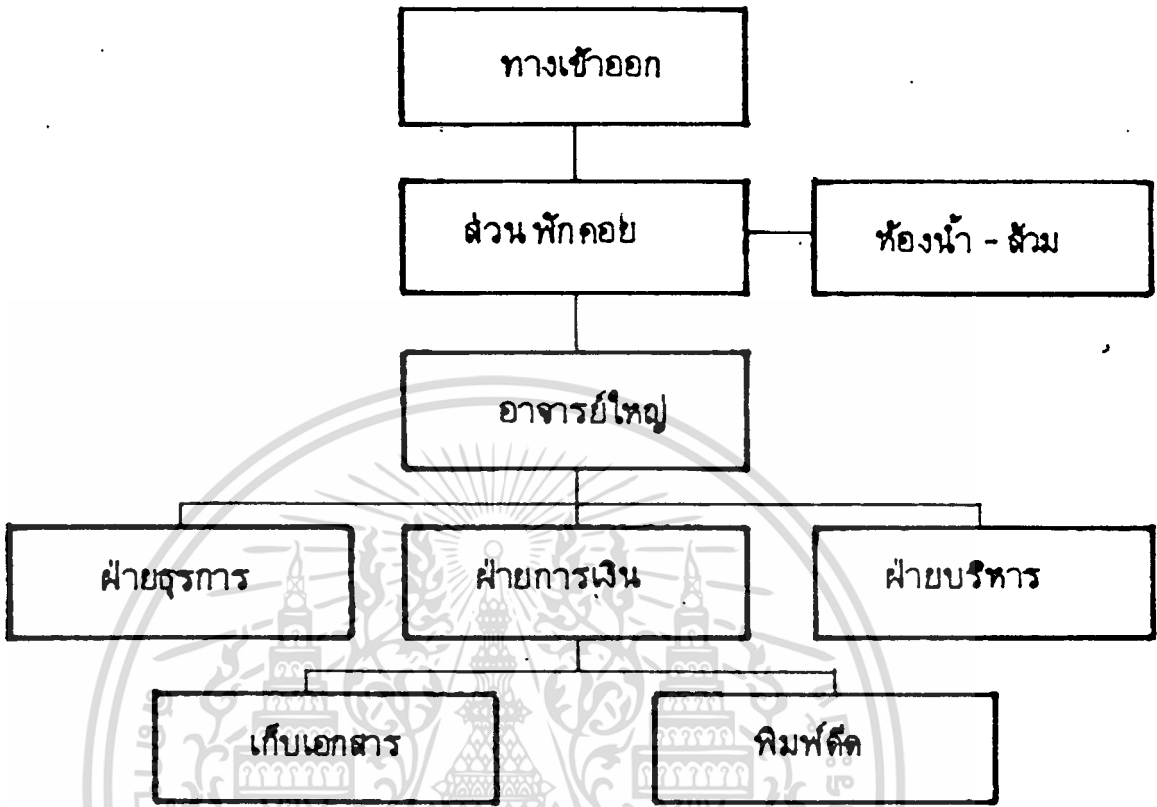 ทางเข้าออก
ส่วนพักคอย
ห้องน้ำ - ส้วม
อาจารย์ใหญ่
ฝ่ายธุรการ
ฝ่ายการเงิน
ฝ่ายบริหาร
เก็บเอกสาร
พิมพ์ดีด